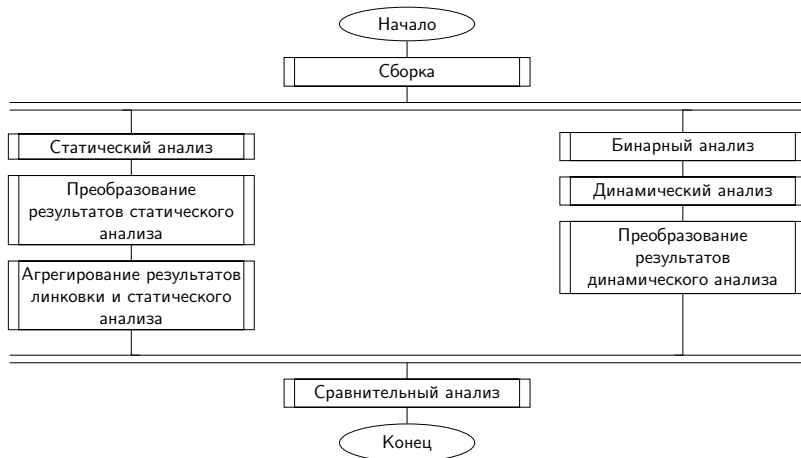 Начало
Сборка
Статический анализ
Преобразование
результатов статического
анализа
Агрегирование результатов
линковки и статического
анализа
Бинарный анализ
Динамический анализ
Преобразование
результатов
динамического анализа
Сравнительный анализ
Конец